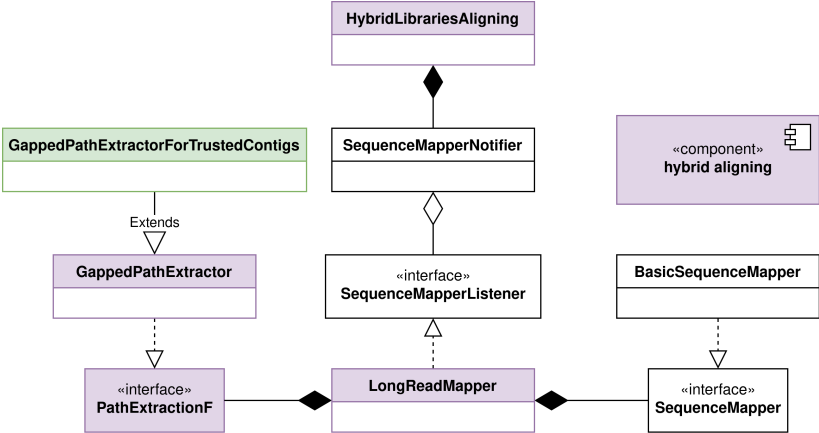 HybridLibrariesAligning
GappedPathExtractorForTrustedContigs
SequenceMapperNotifier
«component»
hybrid aligning
Extends
GappedPathExtractor
«interface»
SequenceMapperListener
BasicSequenceMapper
«interface»
PathExtractionF
LongReadMapper
«interface»
SequenceMapper